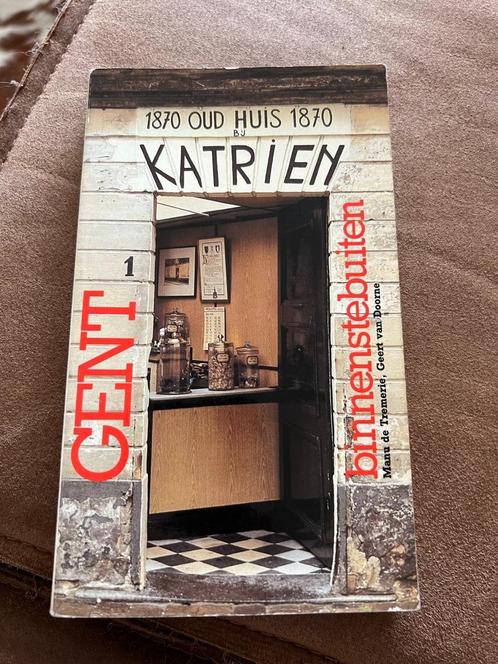 1870 OUD HUIS 1870
BIJ
KATRIEN
1
GENT
binnenstebuiten
Manu de Tremerie, Geert van Doorne